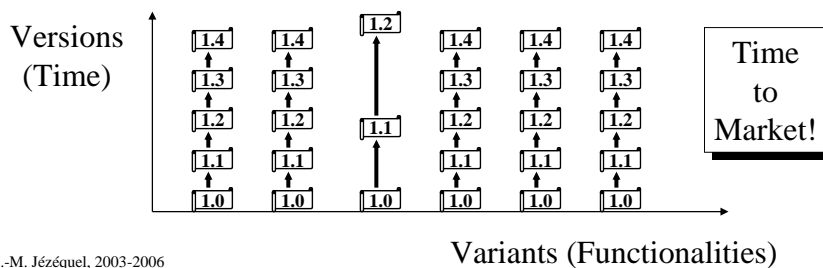 Versions
(Time)
1.2
1.4 1.4 1.4 1.4 1.4
1.3 1.3 1.3 1.3 1.3
1.2 1.2 1.1 1.2 1.2 1.2
1.1 1.1 1.1 1.1 1.1
1.0 1.0 1.0 1.0 1.0 1.0
Time
to
Market!
Variants (Functionalities)
.-M. Jézéquel, 2003-2006